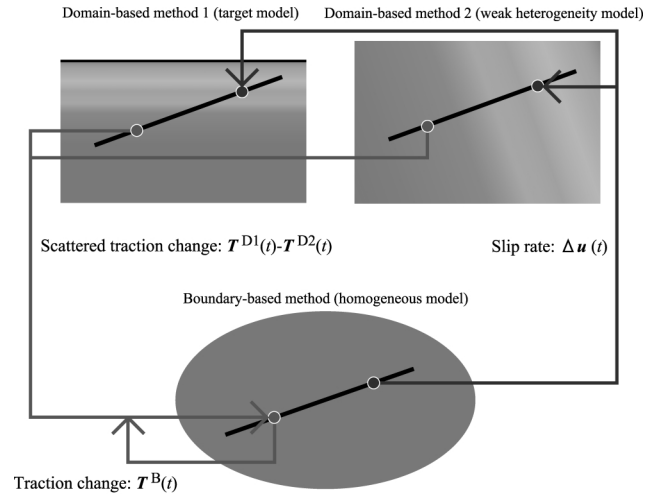 Domain-based method 1 (target model)
Domain-based method 2 (weak heterogeneity model)
Scattered traction change: T D1(t)-T D2(t)
Slip rate: Δu (t)
Boundary-based method (homogeneous model)
Traction change: T B(t)